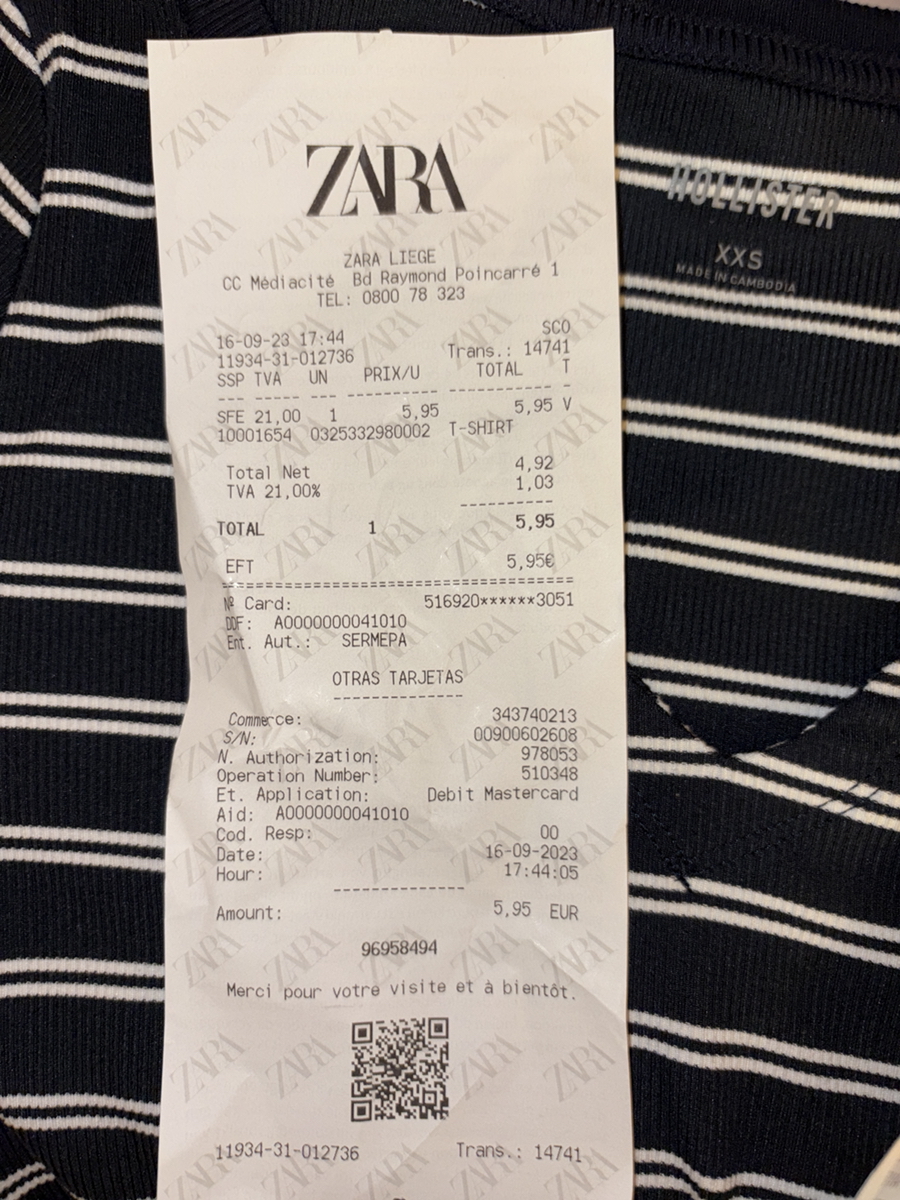 ZARA
ZARA LIEGE
CC Médiacité Bd Raymond Poincarré 1
TEL: 0800 78 323
16-09-23 17:44 SCO
11934-31-012736 Trans.: 14741
SSP TVA UN PRIX/U TOTAL T
--- ---- --- --------- ---------- -
SFE 21,00 1 5,95 5,95 V
10001654 0325332980002 T-SHIRT
Total Net 4,92
TVA 21,00% 1,03
----------
TOTAL 1 5,95
EFT 5,95€
========================================
Nº Card: 516920******3051
DDF: A0000000041010
Ent. Aut.: SERMEPA
OTRAS TARJETAS
--------------
Commerce: 343740213
S/N: 00900602608
N. Authorization: 978053
Operation Number: 510348
Et. Application: Debit Mastercard
Aid: A0000000041010
Cod. Resp: 00
Date: 16-09-2023
Hour: 17:44:05
--------------
Amount: 5,95 EUR
96958494
Merci pour votre visite et à bientôt.
11934-31-012736 Trans.: 14741
HOLLISTER
XXS
MADE IN CAMBODIA